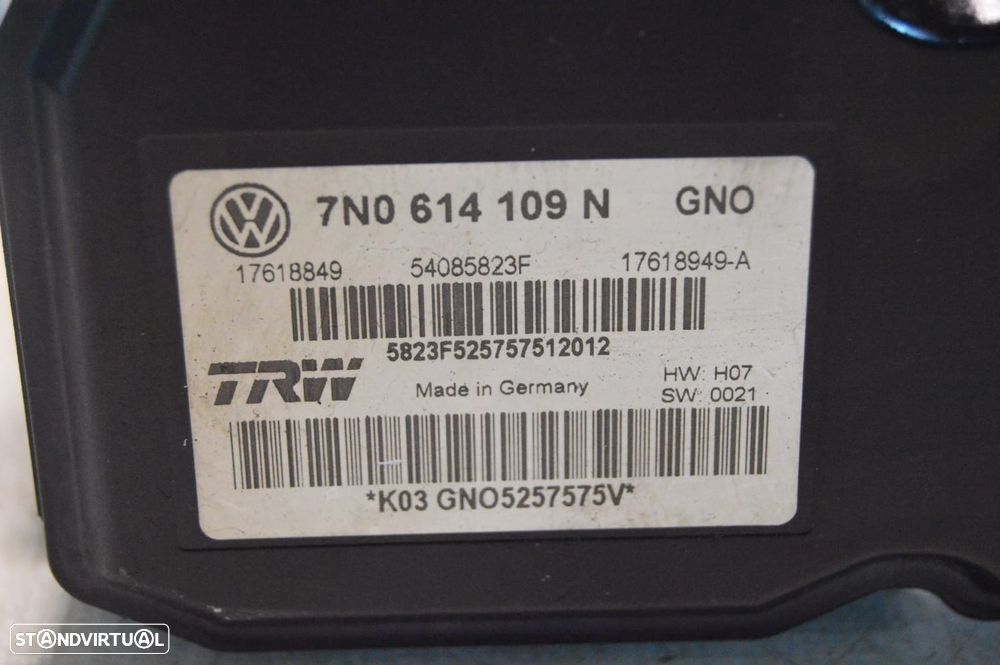 7N0 614 109 N GNO
17618849 54085823F 17618949-A
5823F525757512012
TRW Made in Germany HW: H07
SW: 0021
*K03 GNO5257575V*
STANDVIRTUAL